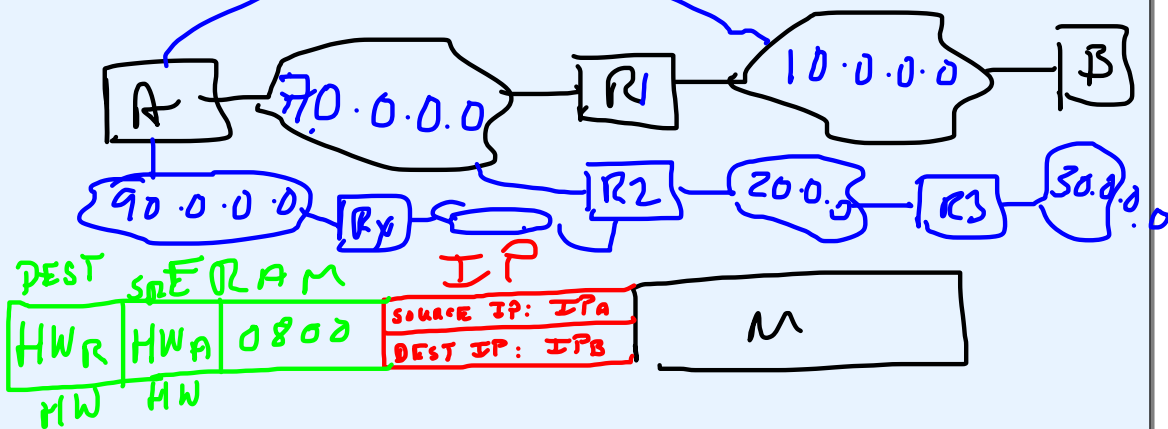 A 70.0.0.0 R1 10.0.0.0 B
90.0.0.0 Rx R2 20.0. R3 30.0.0.0
DEST SRC FRAM IP
HWR HWA 0800 SOURCE IP: IPA M
DEST IP: IPB
HW HW